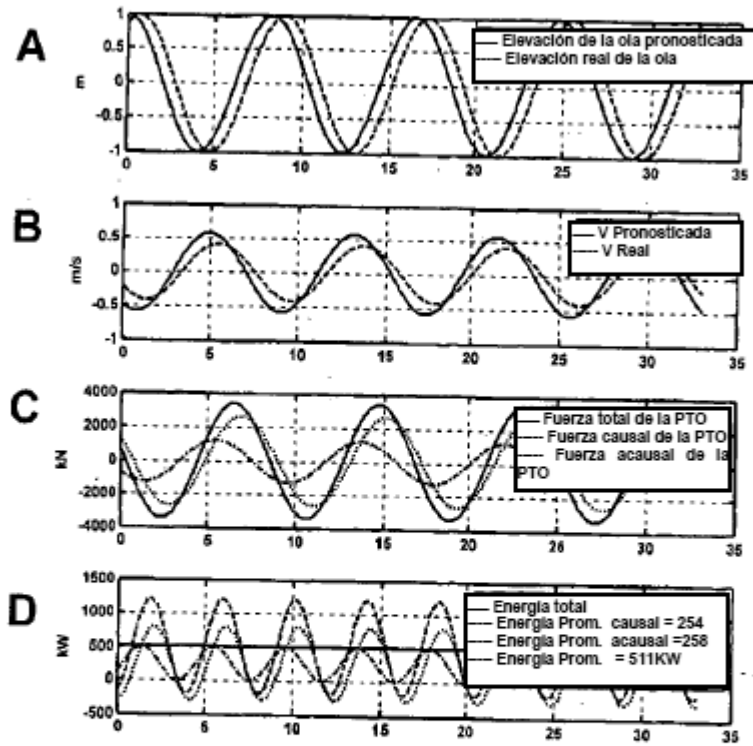 A
1
0.5
m
0
-0.5
-1
0 5 10 15 20 25 30 35
Elevación de la ola pronosticada
Elevación real de la ola
B
1
0.5
m/s
0
-0.5
-1
0 5 10 15 20 25 30 35
V Pronosticada
V Real
C
4000
2000
kN
0
-2000
-4000
0 5 10 15 20 25 30 35
Fuerza total de la PTO
Fuerza causal de la PTO
Fuerza acausal de la
PTO
D
1500
1000
kW
500
0
-500
0 5 10 15 20 25 30 35
Energía total
Energía Prom. causal = 254
Energía Prom. acausal =258
Energía Prom. = 511KW